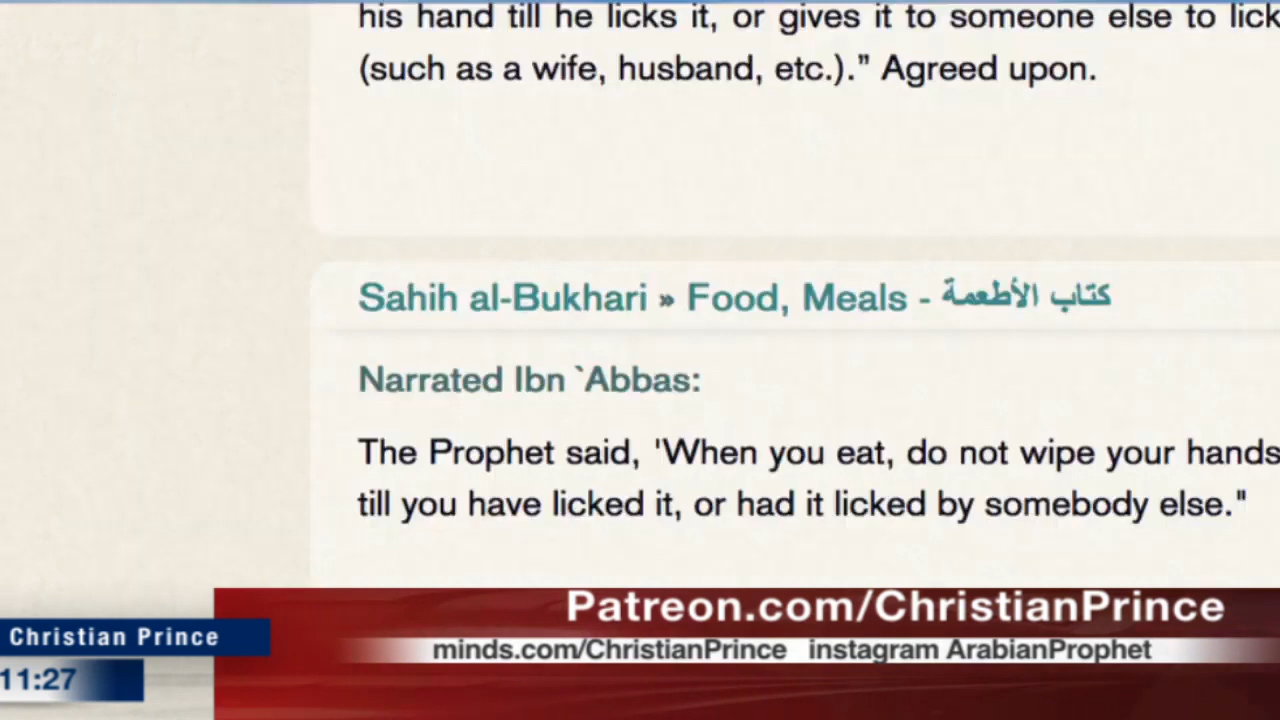 his hand till he licks it, or gives it to someone else to lick
(such as a wife, husband, etc.).” Agreed upon.
Sahih al-Bukhari » Food, Meals - كتاب الأطعمة
Narrated Ibn `Abbas:
The Prophet said, 'When you eat, do not wipe your hands
till you have licked it, or had it licked by somebody else."
Patreon.com/ChristianPrince
Christian Prince
minds.com/ChristianPrince instagram ArabianProphet
11:27